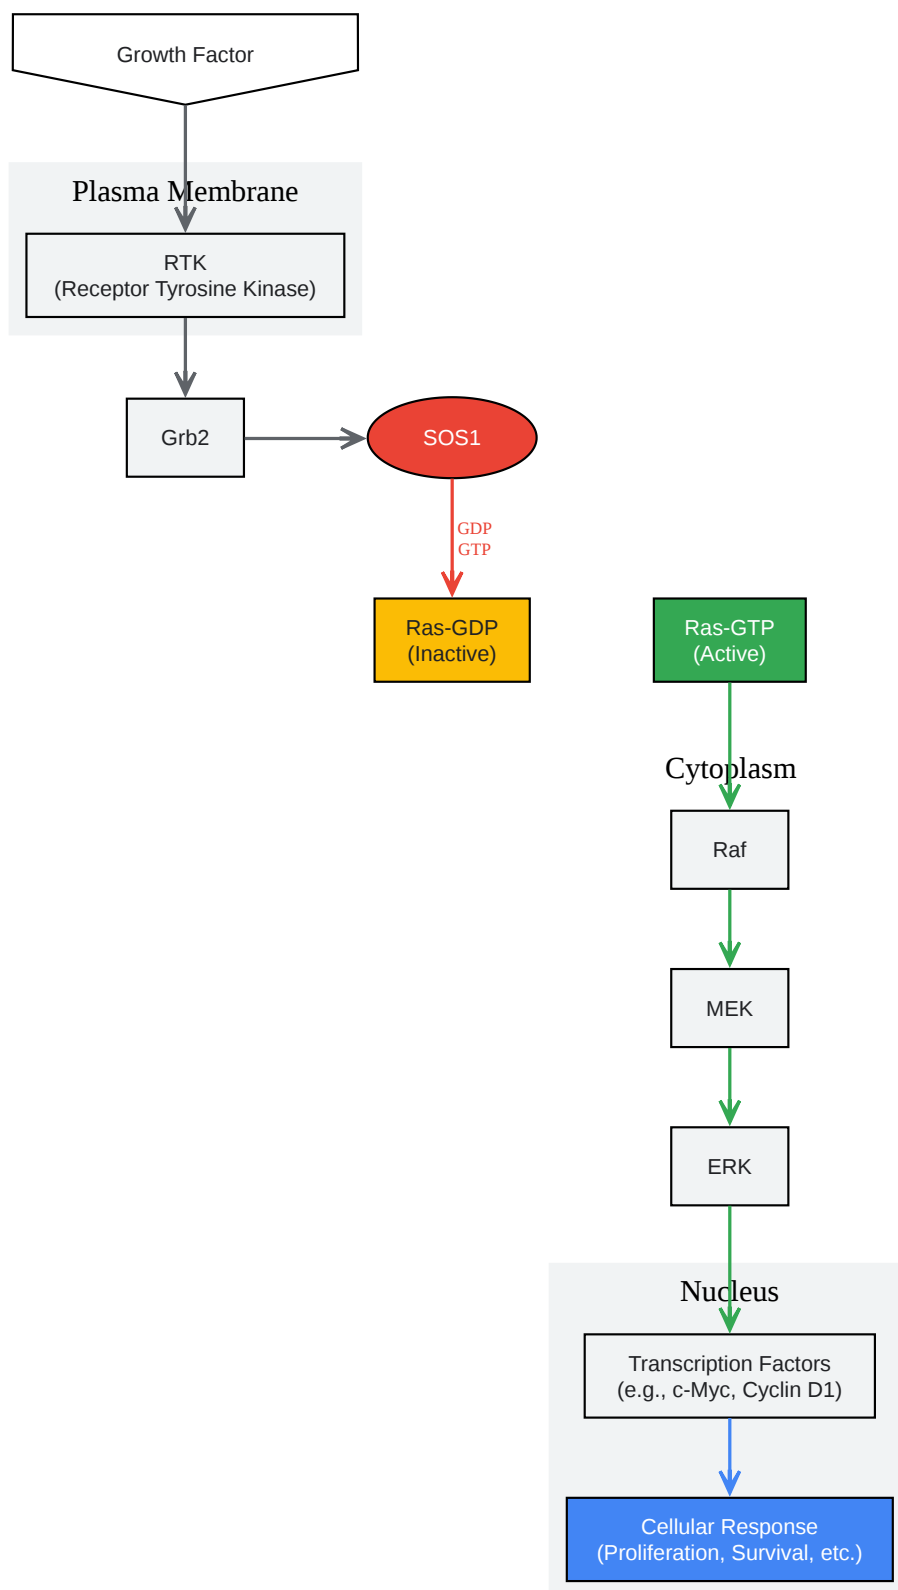 Growth Factor
Plasma Membrane
RTK
(Receptor Tyrosine Kinase)
Grb2
SOS1
GDP
GTP
Ras-GDP
(Inactive)
Ras-GTP
(Active)
Cytoplasm
Raf
MEK
ERK
Nucleus
Transcription Factors
(e.g., c-Myc, Cyclin D1)
Cellular Response
(Proliferation, Survival, etc.)